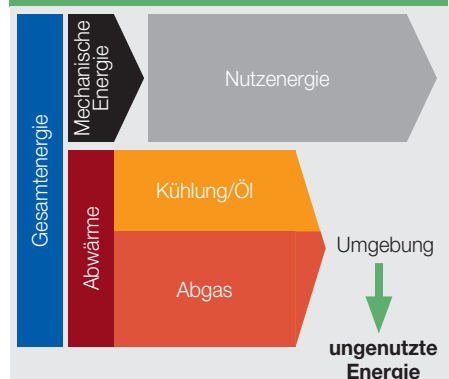 Gesamtenergie
Mechanische
Energie
Nutzenergie
Abwärme
Kühlung/Öl
Abgas
Umgebung
ungenutzte
Energie